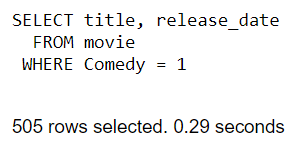 SELECT title, release_date
FROM movie
WHERE Comedy = 1
505 rows selected. 0.29 seconds